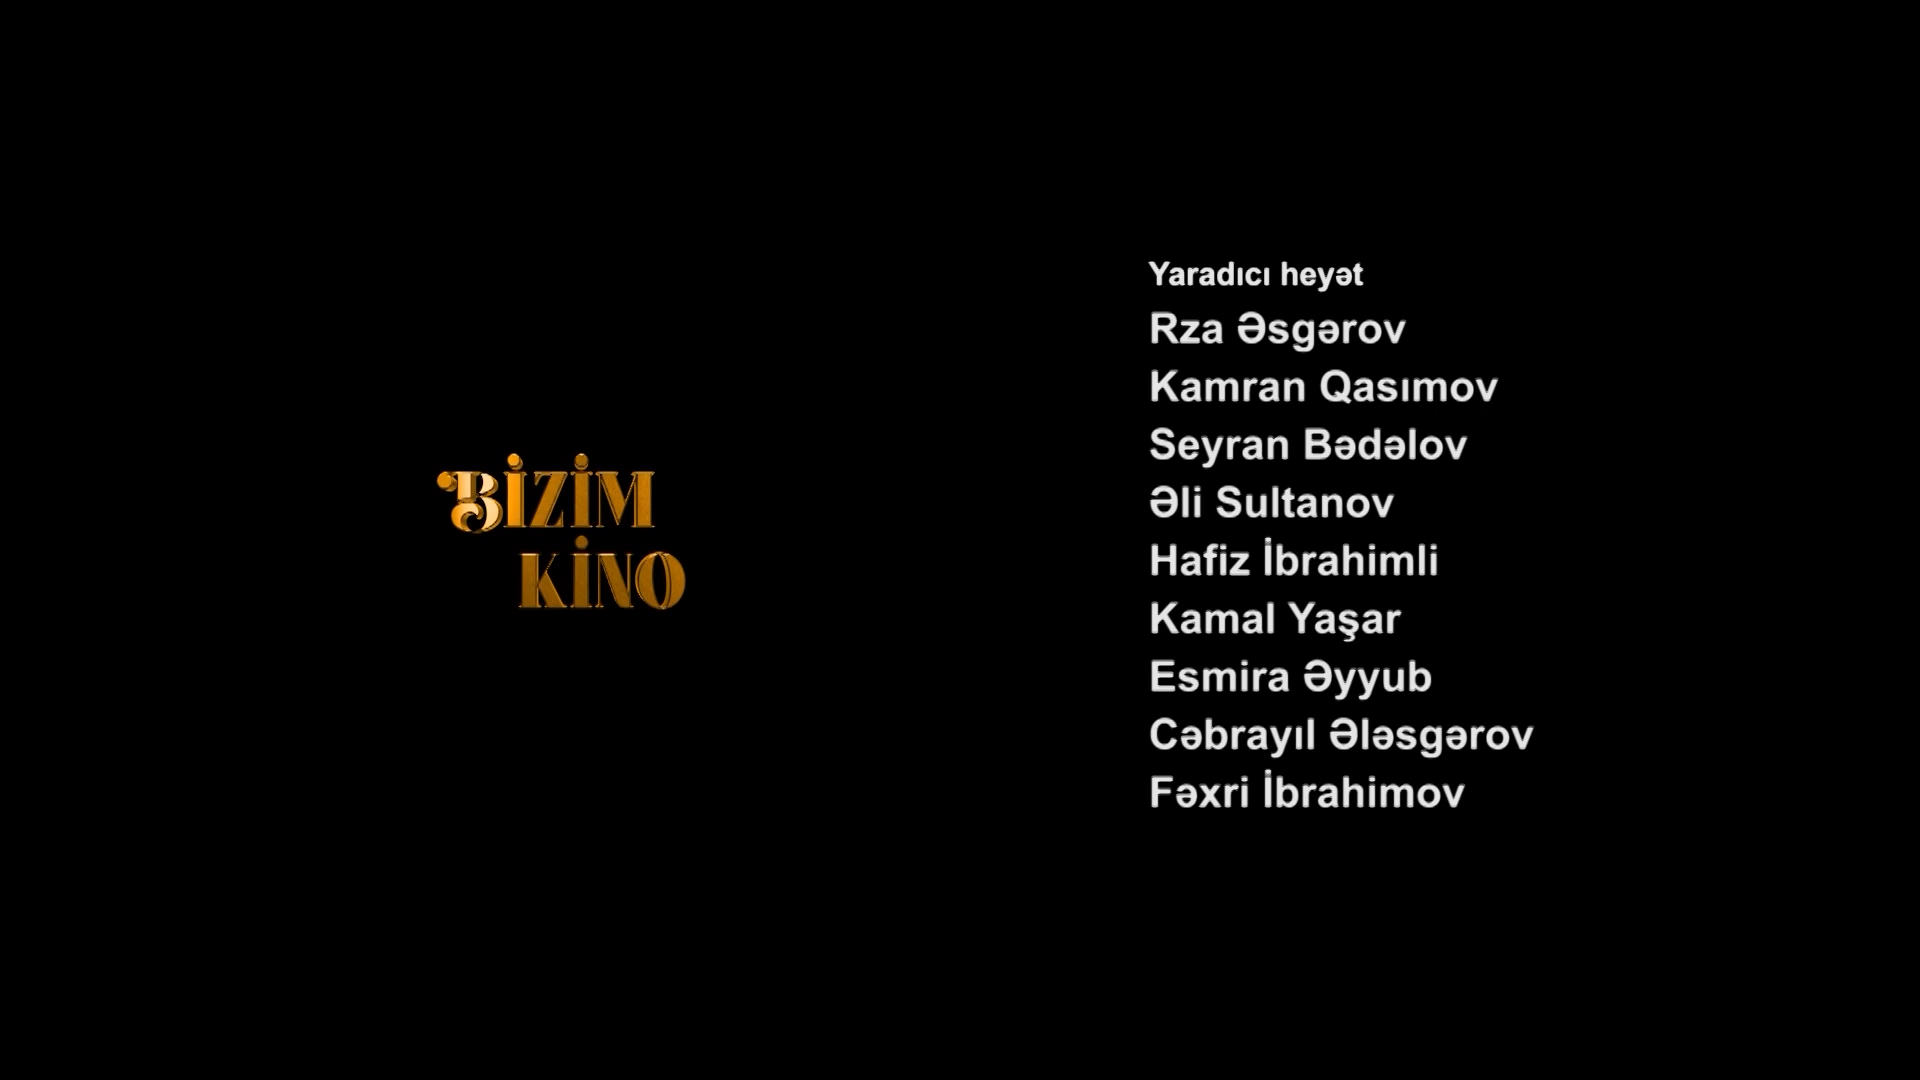 BİZİM
KİNO
Yaradıcı heyət
Rza Əsgərov
Kamran Qasımov
Seyran Bədəlov
Əli Sultanov
Hafiz İbrahimli
Kamal Yaşar
Esmira Əyyub
Cəbrayıl Ələsgərov
Fəxri İbrahimov